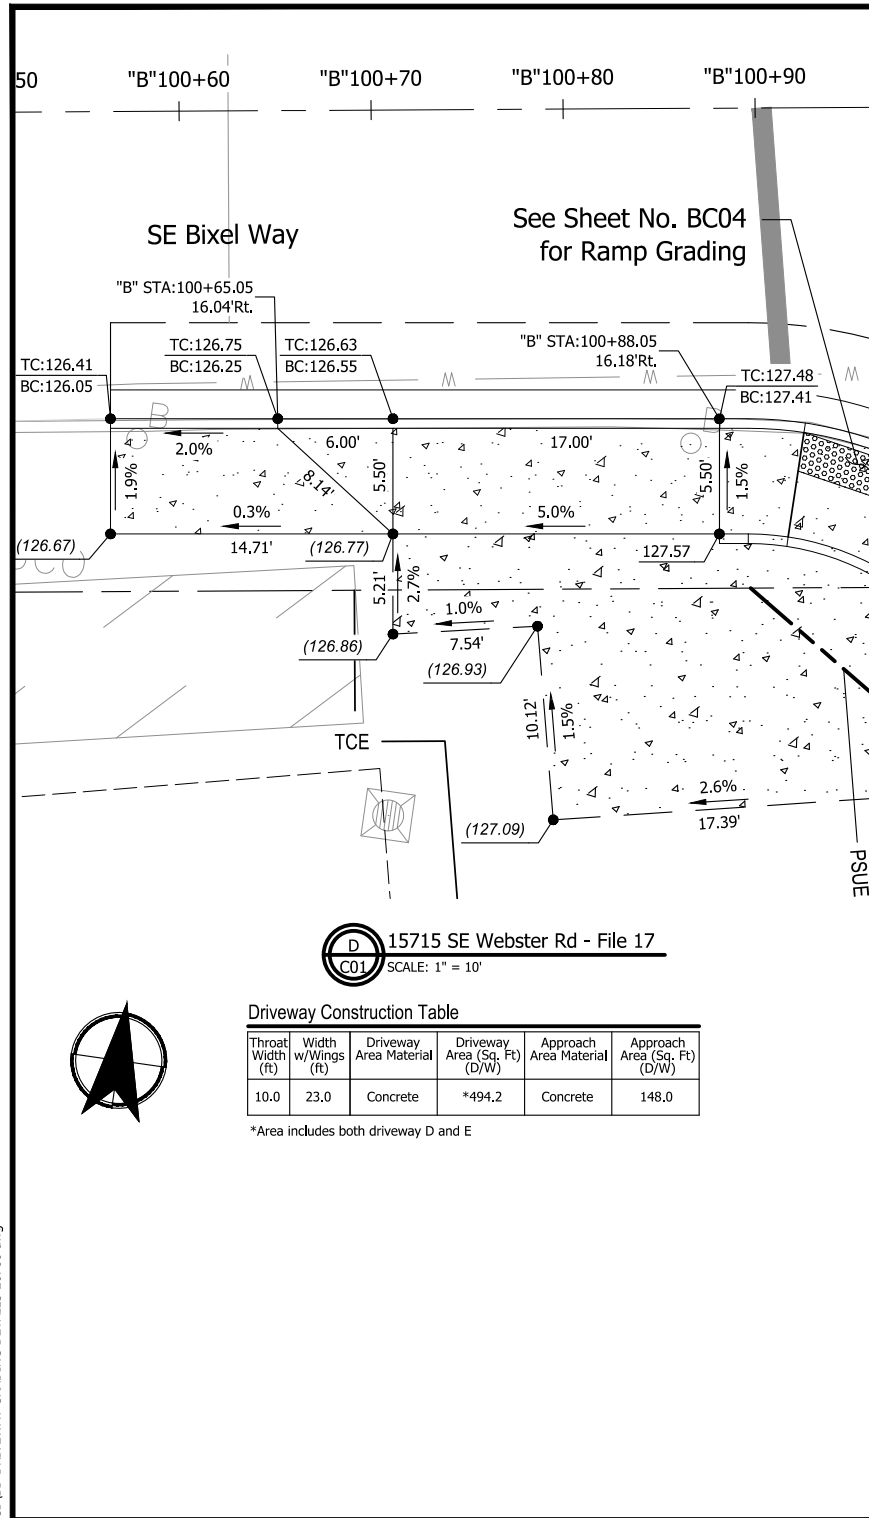 50
"B"100+60
"B"100+70
"B"100+80
"B"100+90
SE Bixel Way
See Sheet No. BC04
for Ramp Grading
"B" STA:100+65.05
16.04'Rt.
TC:126.41
BC:126.05
TC:126.75
BC:126.25
TC:126.63
BC:126.55
"B" STA:100+88.05
16.18'Rt.
TC:127.48
BC:127.41
W
W
W
W
B
2.0%
6.00'
17.00'
1.9%
8.14'
5.50'
5.50'
1.5%
0.3%
5.0%
(126.67)
14.71'
(126.77)
127.57
5.21'
2.7%
1.0%
7.54'
(126.86)
(126.93)
10.12'
1.5%
TCE
2.6%
17.39'
(127.09)
PSUE
D
C01
15715 SE Webster Rd - File 17
SCALE: 1" = 10'
Driveway Construction Table
Throat Width (ft)
Width w/Wings (ft)
Driveway Area Material
Driveway Area (Sq. Ft) (D/W)
Approach Area Material
Approach Area (Sq. Ft) (D/W)
10.0 23.0 Concrete *494.2 Concrete 148.0
*Area includes both driveway D and E